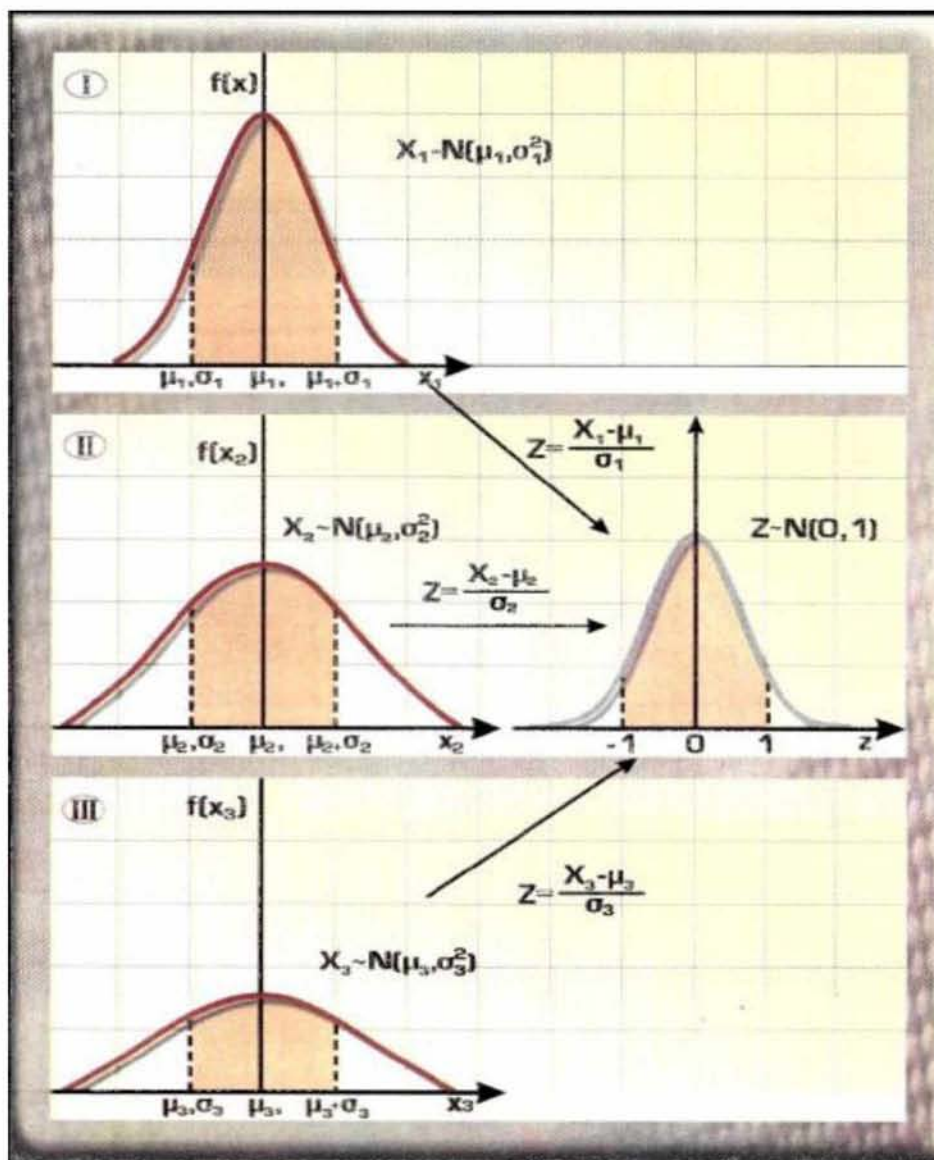 I
f(x)
X₁-N(μ₁,σ₁²)
μ₁,σ₁ μ₁, μ₁,σ₁ x₁
II
f(x₂)
Z=X₁-μ₁/σ₁
X₂~N(μ₂,σ₂²)
Z~N(0,1)
Z=X₂-μ₂/σ₂
μ₂,σ₂ μ₂, μ₂,σ₂ x₂
-1 0 1 z
III
f(x₃)
Z=X₃-μ₃/σ₃
X₃~N(μ₃,σ₃²)
μ₃,σ₃ μ₃, μ₃+σ₃ x₃